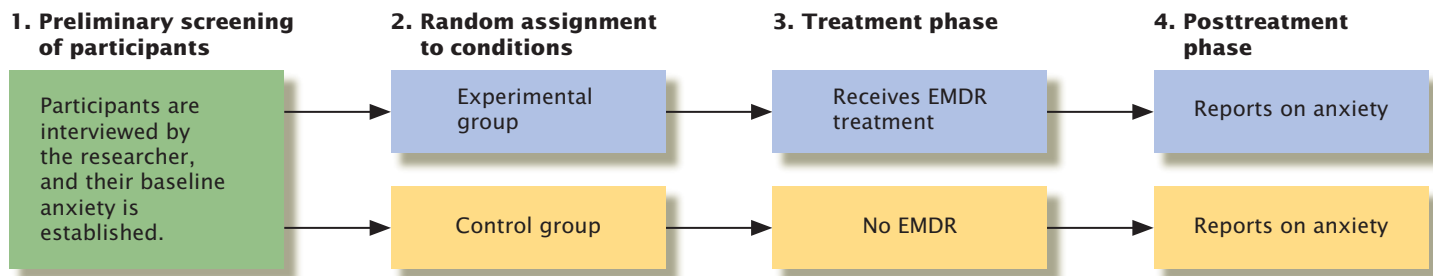 1. Preliminary screening
of participants
Participants are
interviewed by
the researcher,
and their baseline
anxiety is
established.
2. Random assignment
to conditions
Experimental
group
Control group
3. Treatment phase
Receives EMDR
treatment
No EMDR
4. Posttreatment
phase
Reports on anxiety
Reports on anxiety